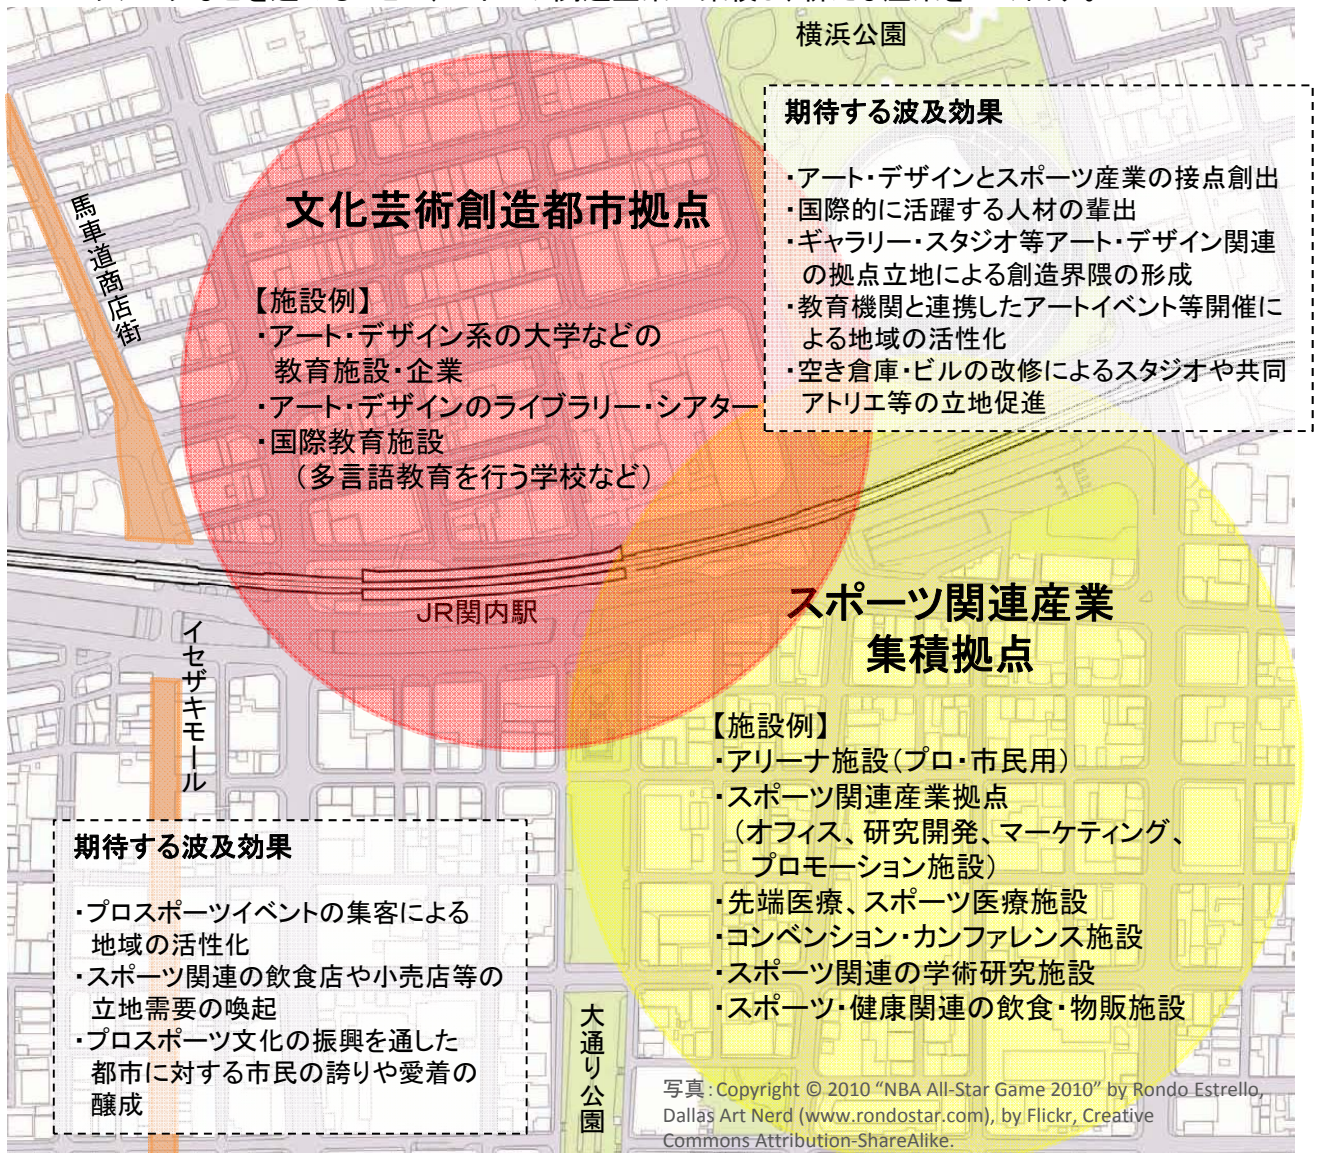 横浜公園
期待する波及効果
・アート・デザインとスポーツ産業の接点創出
・国際的に活躍する人材の輩出
・ギャラリー・スタジオ等アート・デザイン関連
の拠点立地による創造界隈の形成
・教育機関と連携したアートイベント等開催に
よる地域の活性化
・空き倉庫・ビルの改修によるスタジオや共同
アトリエ等の立地促進
馬車道商店街
文化芸術創造都市拠点
【施設例】
・アート・デザイン系の大学などの
教育施設・企業
・アート・デザインのライブラリー・シアター
・国際教育施設
（多言語教育を行う学校など）
JR関内駅
イセザキモール
スポーツ関連産業
集積拠点
【施設例】
・アリーナ施設（プロ・市民用）
・スポーツ関連産業拠点
（オフィス、研究開発、マーケティング、
プロモーション施設）
・先端医療、スポーツ医療施設
・コンベンション・カンファレンス施設
・スポーツ関連の学術研究施設
・スポーツ・健康関連の飲食・物販施設
期待する波及効果
・プロスポーツイベントの集客による
地域の活性化
・スポーツ関連の飲食店や小売店等の
立地需要の喚起
・プロスポーツ文化の振興を通した
都市に対する市民の誇りや愛着の
醸成
大通り公園
写真：Copyright © 2010 “NBA All-Star Game 2010” by Rondo Estrello,
Dallas Art Nerd (www.rondostar.com), by Flickr, Creative
Commons Attribution-ShareAlike.